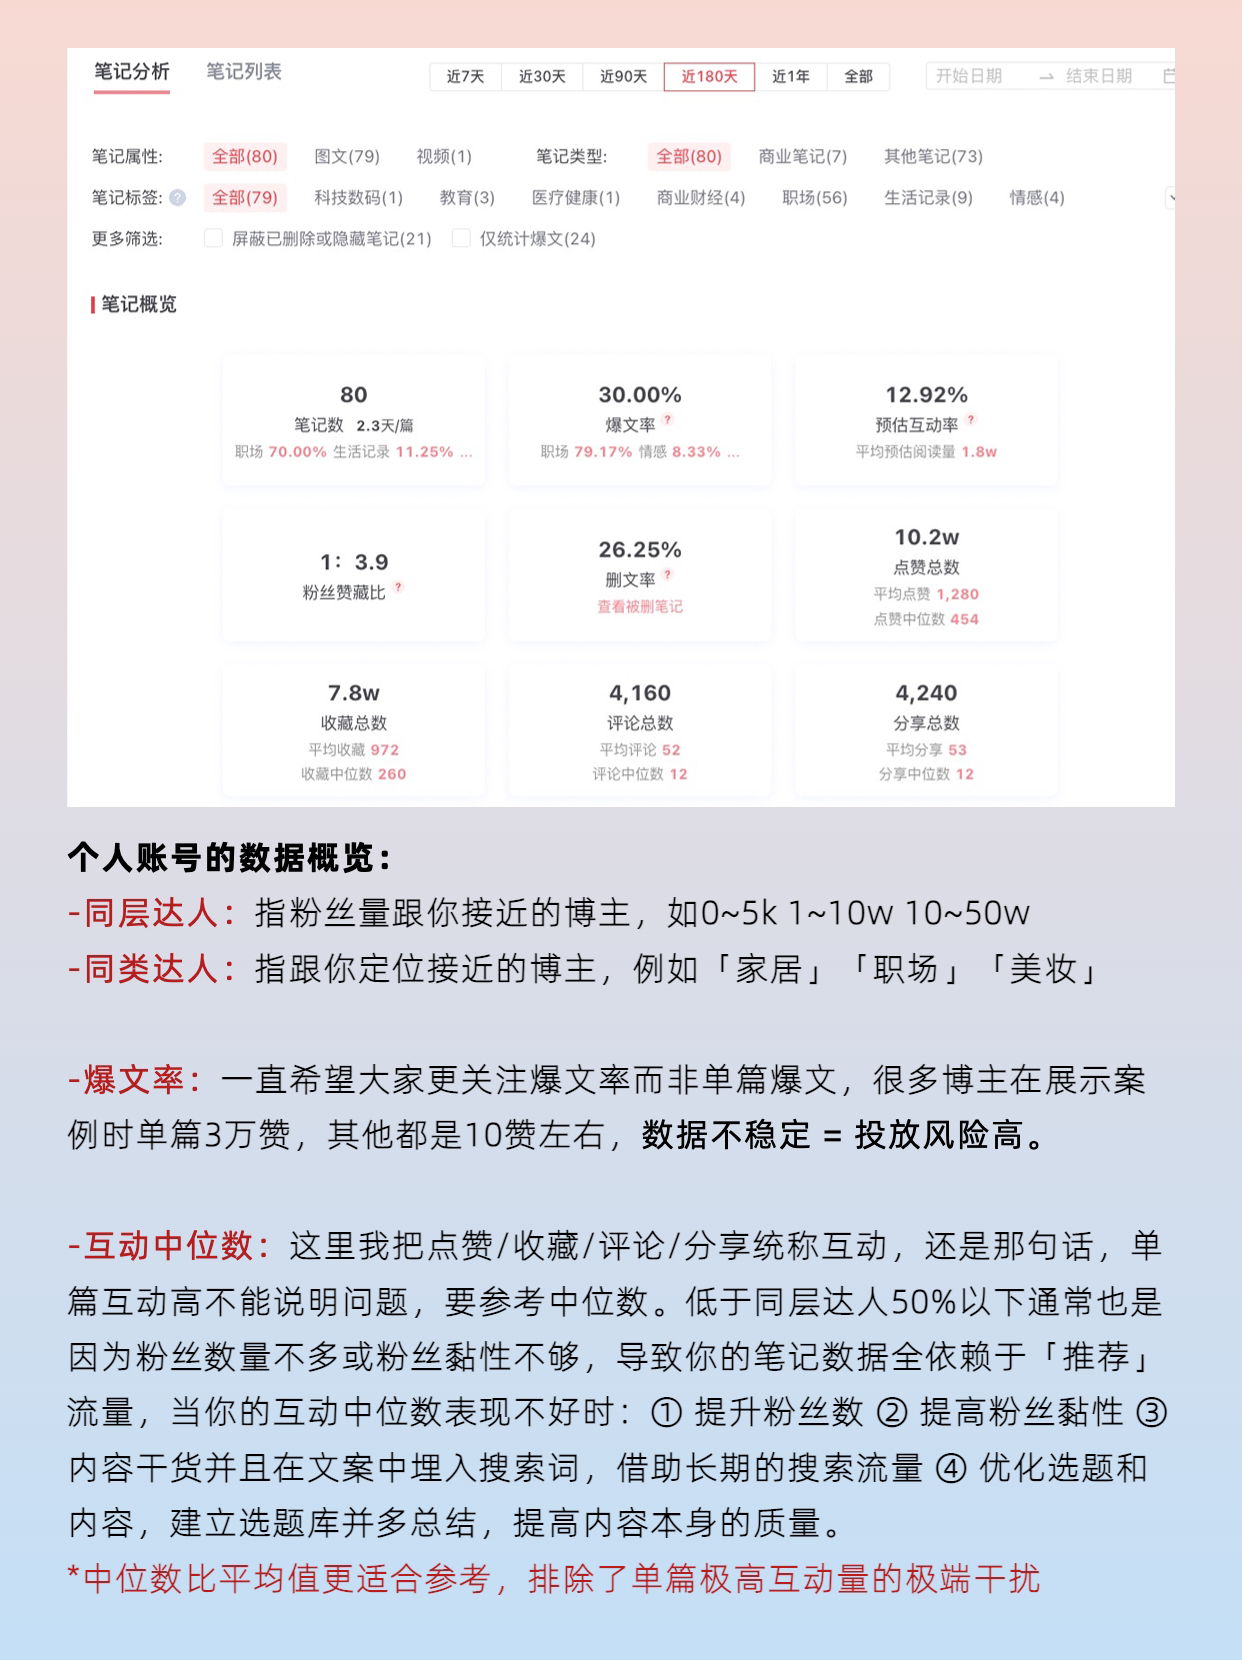 笔记分析 笔记列表 近7天 近30天 近90天 近180天 近1年 全部 开始日期 → 结束日期
笔记属性: 全部(80) 图文(79) 视频(1) 笔记类型: 全部(80) 商业笔记(7) 其他笔记(73)
笔记标签: ? 全部(79) 科技数码(1) 教育(3) 医疗健康(1) 商业财经(4) 职场(56) 生活记录(9) 情感(4)
更多筛选: 屏蔽已删除或隐藏笔记(21) 仅统计爆文(24)
笔记概览
80
笔记数 2.3天/篇
职场 70.00% 生活记录 11.25% ...
30.00%
爆文率 ?
职场 79.17% 情感 8.33% ...
12.92%
预估互动率 ?
平均预估阅读量 1.8w
1: 3.9
粉丝赞藏比 ?
26.25%
删文率 ?
查看被删笔记
10.2w
点赞总数
平均点赞 1,280
点赞中位数 454
7.8w
收藏总数
平均收藏 972
收藏中位数 260
4,160
评论总数
平均评论 52
评论中位数 12
4,240
分享总数
平均分享 53
分享中位数 12
个人账号的数据概览：
-同层达人：指粉丝量跟你接近的博主，如0~5k 1~10w 10~50w
-同类达人：指跟你定位接近的博主，例如「家居」「职场」「美妆」
-爆文率：一直希望大家更关注爆文率而非单篇爆文，很多博主在展示案
例时单篇3万赞，其他都是10赞左右，数据不稳定 = 投放风险高。
-互动中位数：这里我把点赞/收藏/评论/分享统称互动，还是那句话，单
篇互动高不能说明问题，要参考中位数。低于同层达人50%以下通常也是
因为粉丝数量不多或粉丝黏性不够，导致你的笔记数据全依赖于「推荐」
流量，当你的互动中位数表现不好时：① 提升粉丝数 ② 提高粉丝黏性 ③
内容干货并且在文案中埋入搜索词，借助长期的搜索流量 ④ 优化选题和
内容，建立选题库并多总结，提高内容本身的质量。
*中位数比平均值更适合参考，排除了单篇极高互动量的极端干扰